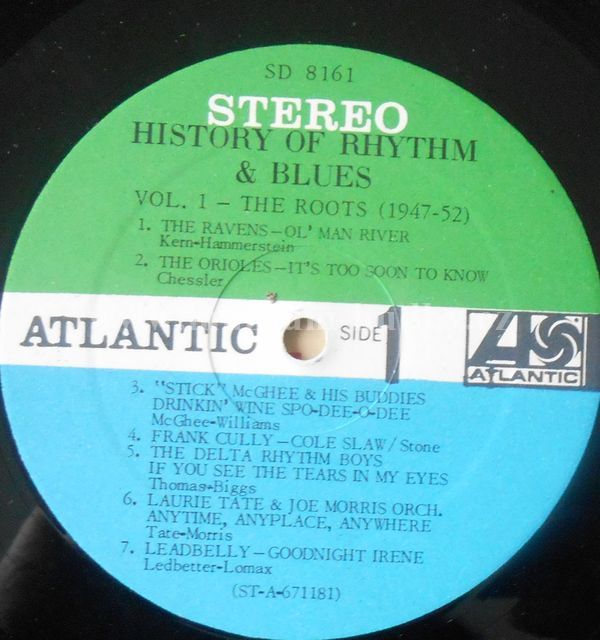 SD 8161
STEREO
HISTORY OF RHYTHM
& BLUES
VOL. 1 - THE ROOTS (1947-52)
1. THE RAVENS-OL' MAN RIVER
Kern-Hammerstein
2. THE ORIOLES-IT'S TOO SOON TO KNOW
Chessler
ATLANTIC
SIDE 1
ATLANTIC
3. "STICK" McGHEE & HIS BUDDIES
DRINKIN' WINE SPO-DEE-O-DEE
McGhee-Williams
4. FRANK CULLY-COLE SLAW/Stone
5. THE DELTA RHYTHM BOYS
IF YOU SEE THE TEARS IN MY EYES
Thomas-Biggs
6. LAURIE TATE & JOE MORRIS ORCH.
ANYTIME, ANYPLACE, ANYWHERE
Tate-Morris
7. LEADBELLY-GOODNIGHT IRENE
Ledbetter-Lomax
(ST-A-671181)